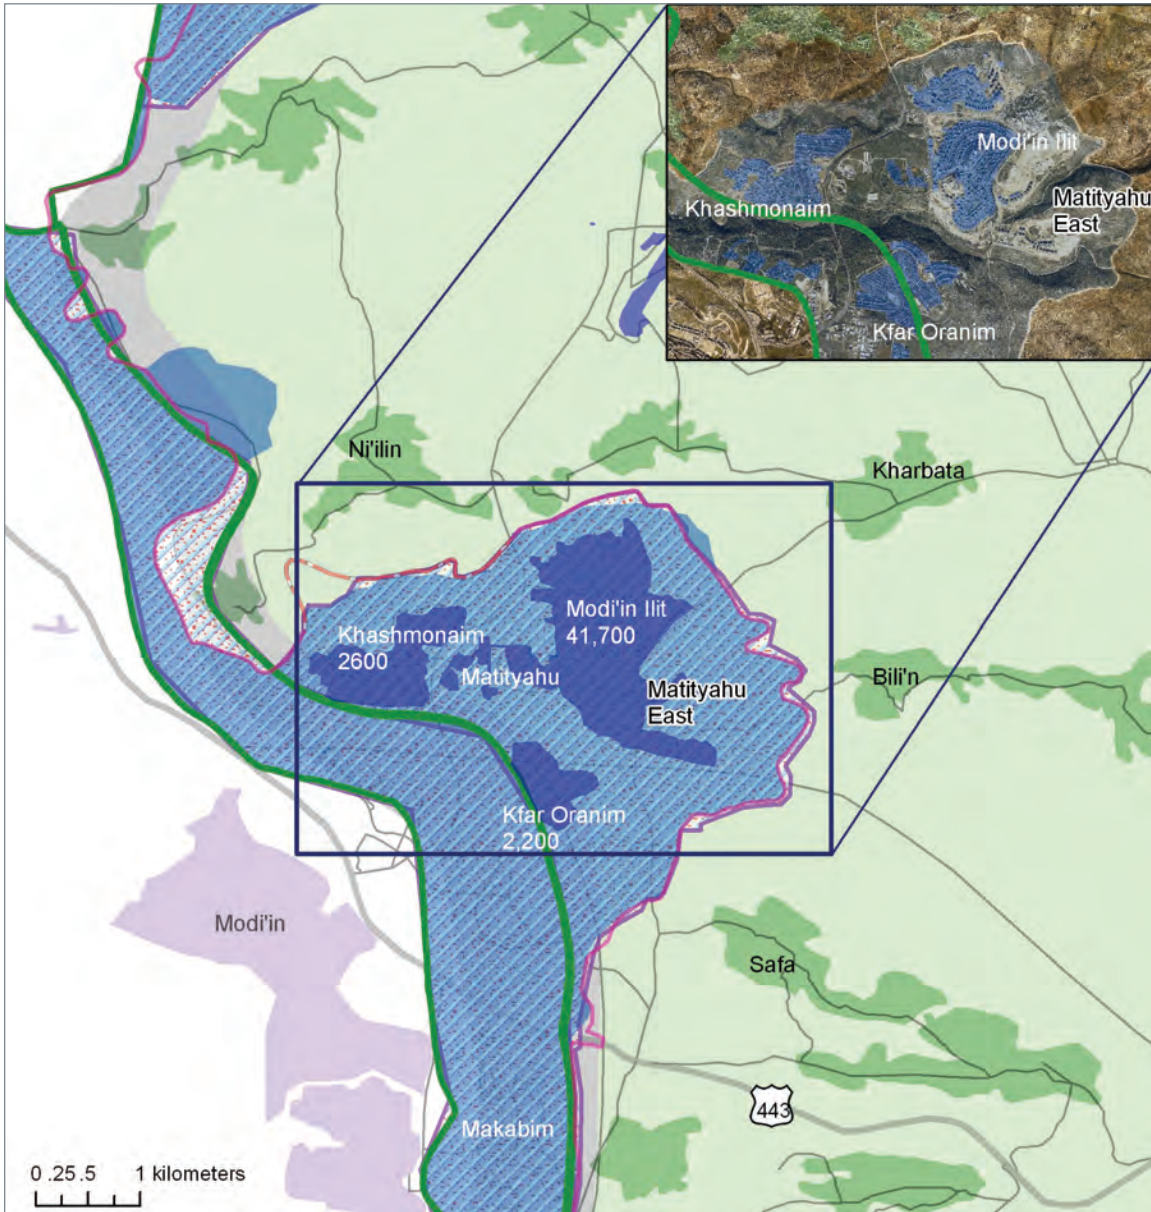 Modi'in Ilit
Khashmonaim
Matityahu
East
Kfar Oranim
Ni'ilin
Kharbata
Modi'in Ilit
41,700
Khashmonaim
2600
Matityahu
Matityahu
East
Bili'n
Kfar Oranim
2,200
Modi'in
Safa
443
Makabim
0 .25.5 1 kilometers